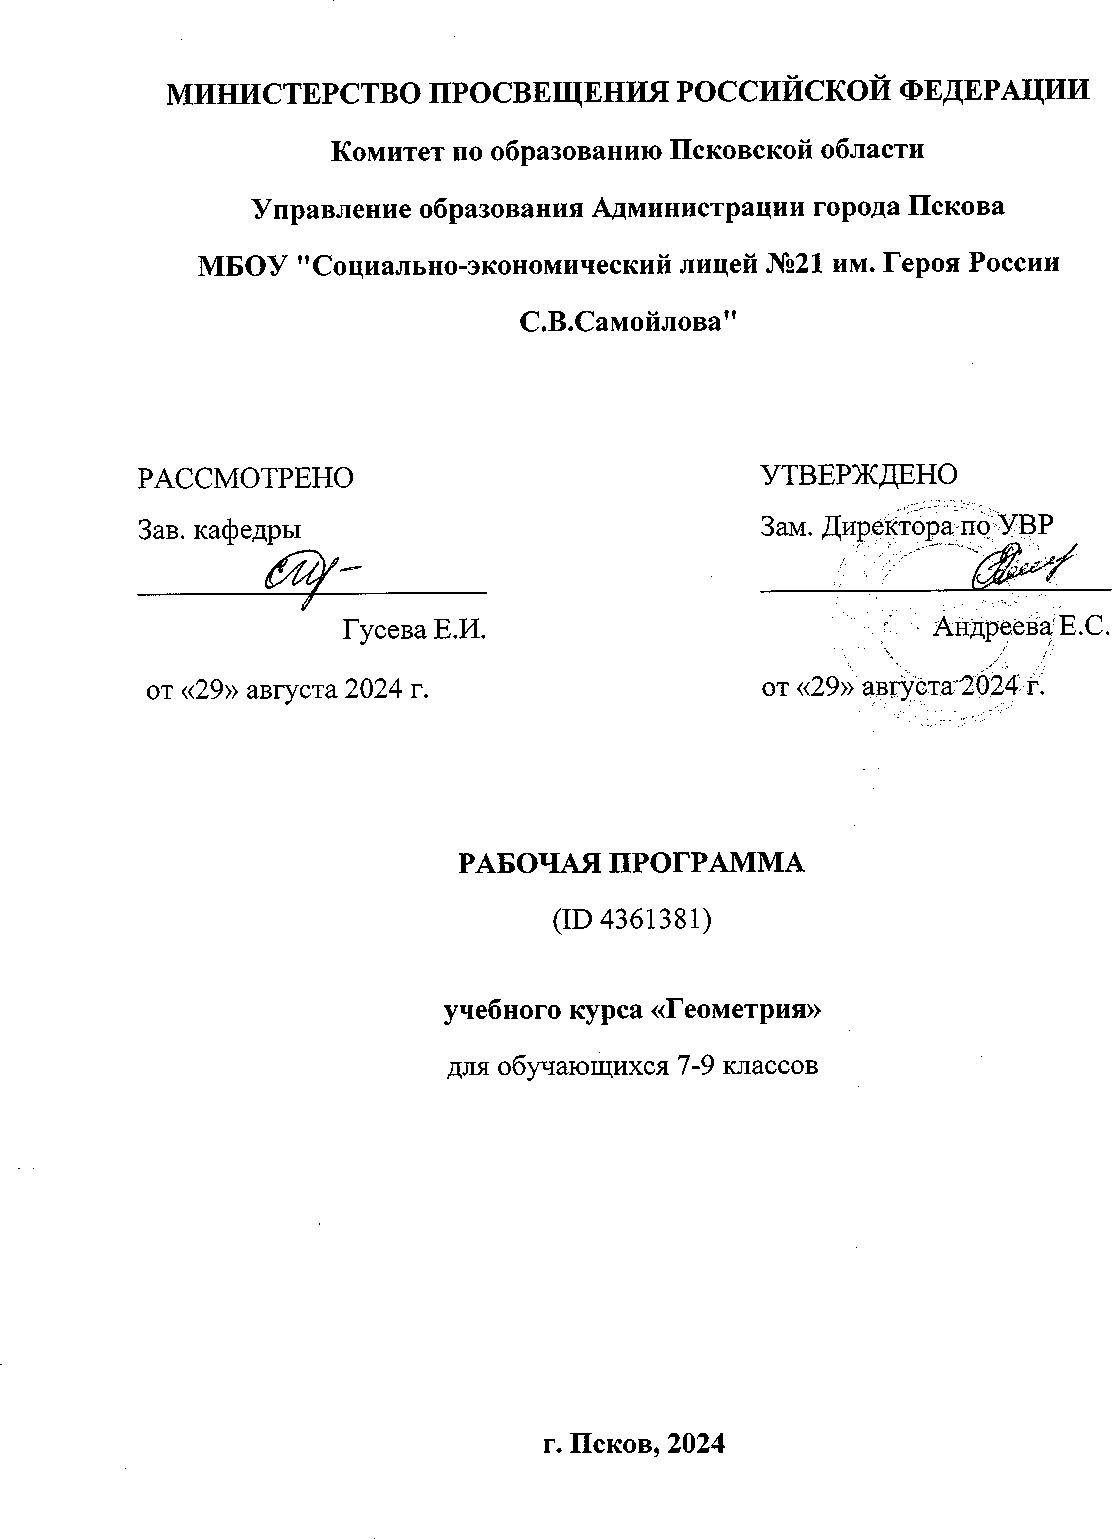 МИНИСТЕРСТВО ПРОСВЕЩЕНИЯ РОССИЙСКОЙ ФЕДЕРАЦИИ
Комитет по образованию Псковской области
Управление образования Администрации города Пскова
МБОУ "Социально-экономический лицей №21 им. Героя России
С.В.Самойлова"
РАССМОТРЕНО
Зав. кафедры
Гусева Е.И.
от «29» августа 2024 г.
УТВЕРЖДЕНО
Зам. Директора по УВР
Андреева Е.С.
от «29» августа 2024 г.
РАБОЧАЯ ПРОГРАММА
(ID 4361381)
учебного курса «Геометрия»
для обучающихся 7-9 классов
г. Псков, 2024